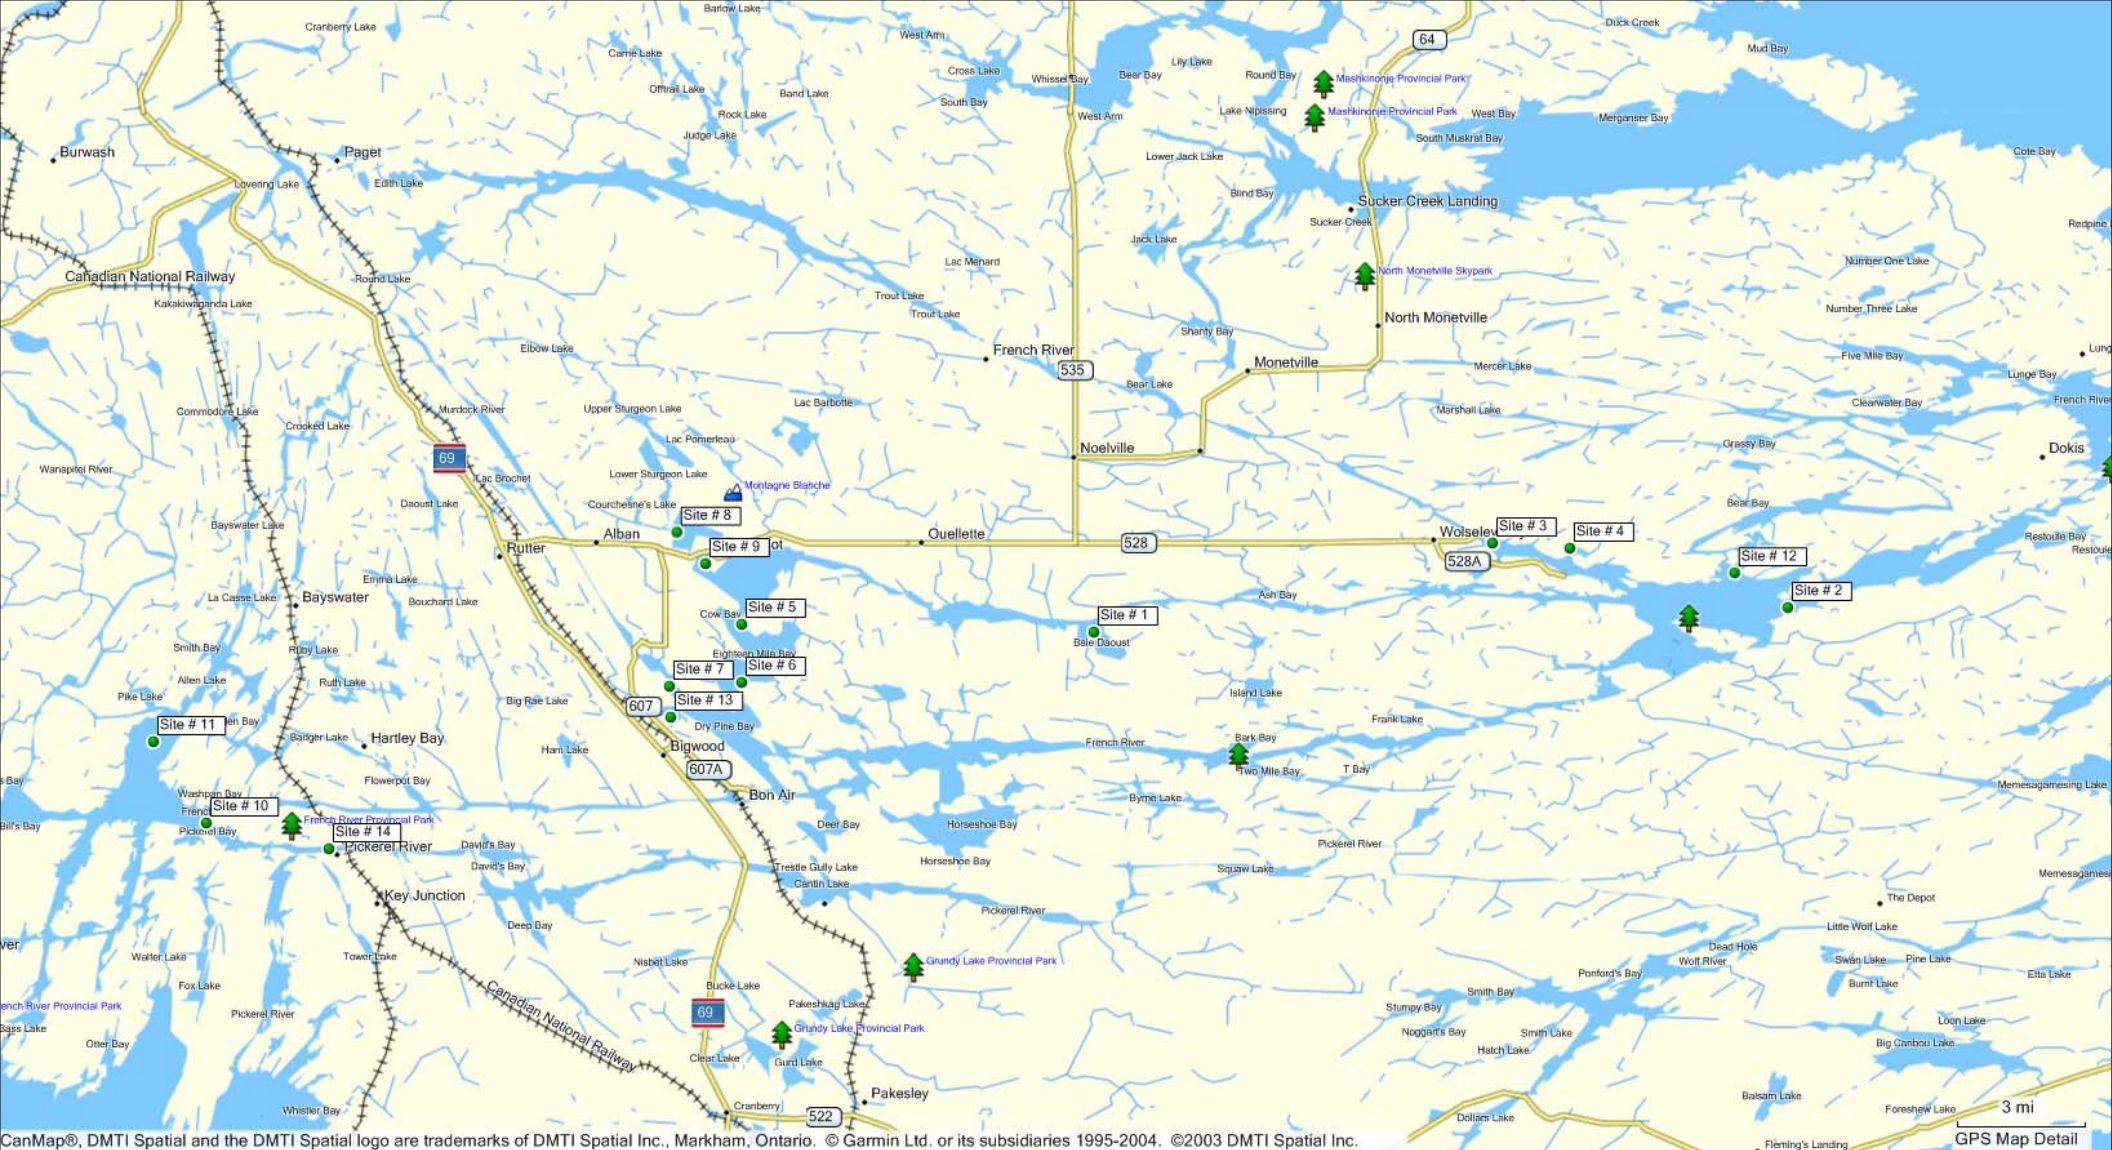 Barlow Lake
Duck Creek
Cranberry Lake
West Arm
64
Mud Bay
Carrie Lake
Lily Lake
Cross Lake
Whissel Bay
Bear Bay
Round Bay
Mashkinonje Provincial Park
Offtrail Lake
Band Lake
South Bay
Rock Lake
West Arm
Lake Nipissing
Mashkinonje Provincial Park
West Bay
Merganser Bay
Judge Lake
South Muskrat Bay
Burwash
Paget
Lower Jack Lake
Cote Bay
Lovering Lake
Edith Lake
Blind Bay
Sucker Creek Landing
Sucker Creek
Redpine
Jack Lake
Lac Menard
Number One Lake
Canadian National Railway
Round Lake
North Monetville Skypark
Kakakiwaganda Lake
Trout Lake
Trout Lake
Number Three Lake
North Monetville
Shanty Bay
Elbow Lake
French River
Monetville
Five Mile Bay
Lung
535
Mercer Lake
Lunge Bay
Bear Lake
Commodore Lake
Murdock River
Upper Sturgeon Lake
Lac Barbotte
Marshall Lake
Clearwater Bay
French River
Crooked Lake
Lac Pomerleau
Noelville
Grassy Bay
Dokis
69
Wanapitei River
Lac Brochet
Lower Sturgeon Lake
Montagne Blanche
Daoust Lake
Courchesne's Lake
Bear Bay
Site # 8
Bayswater Lake
Rutter
Alban
Site # 9
ot
Ouellette
528
Wolseley
Site # 3
Site # 4
Restoule Bay
Restoule
528A
Site # 12
Emma Lake
La Casse Lake
Bayswater
Bouchard Lake
Ash Bay
Site # 2
Cow Bay
Site # 5
Site # 1
Baie Daoust
Smith Bay
Ruby Lake
Eighteen Mile Bay
Site # 7
Site # 6
Allen Lake
Ruth Lake
Pike Lake
Big Rae Lake
607
Site # 13
Island Lake
Site # 11
en Bay
Dry Pine Bay
Frank Lake
Badger Lake
Hartley Bay
Ham Lake
Bigwood
French River
Bark Bay
607A
Two Mile Bay
T Bay
s Bay
Flowerpot Bay
Memesagamesing Lake
Washpan Bay
Bon Air
Byrne Lake
Site # 10
Frenc
Bill's Bay
Pickerel Bay
French River Provincial Park
Deer Bay
Horseshoe Bay
Site # 14
Pickerel River
David's Bay
Pickerel River
David's Bay
Trestle Gully Lake
Horseshoe Bay
Squaw Lake
Memesagamesi
Cantin Lake
Key Junction
The Depot
Pickerel River
Deep Bay
Little Wolf Lake
ver
Dead Hole
Walter Lake
Tower Lake
Nisbet Lake
Grundy Lake Provincial Park
Wolf River
Swan Lake
Pine Lake
Ponford's Bay
Etta Lake
Fox Lake
Canadian National Railway
Bucke Lake
Smith Bay
Burnt Lake
ench River Provincial Park
Pickerel River
69
Pakeshkag Lake
Stumpy Bay
Bass Lake
Grundy Lake Provincial Park
Noggart's Bay
Smith Lake
Loon Lake
Otter Bay
Clear Lake
Gurd Lake
Hatch Lake
Big Caribou Lake
Pakesley
Balsam Lake
Whistler Bay
Cranberry
522
Dollars Lake
Foreshew Lake
3 mi
CanMap®, DMTI Spatial and the DMTI Spatial logo are trademarks of DMTI Spatial Inc., Markham, Ontario. © Garmin Ltd. or its subsidiaries 1995-2004. ©2003 DMTI Spatial Inc.
Fleming's Landing
GPS Map Detail